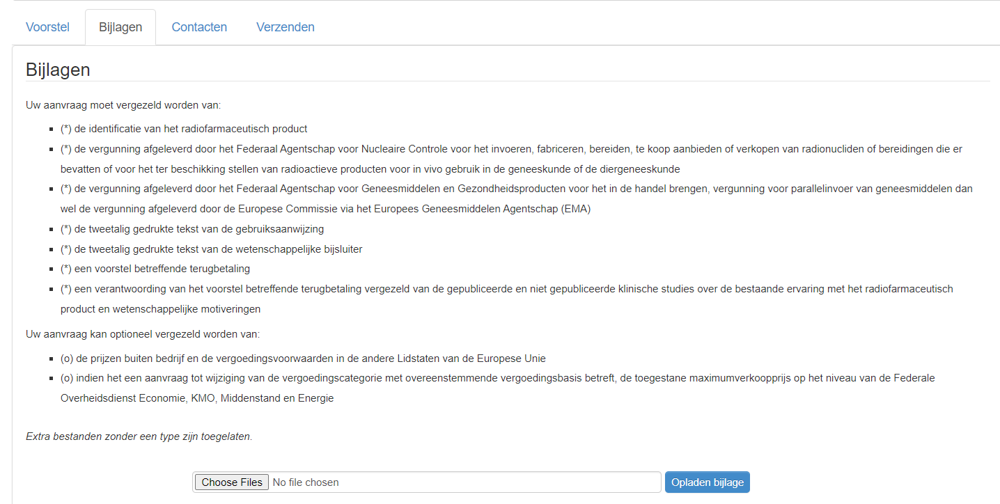 Voorstel Bijlagen Contacten Verzenden
Bijlagen
Uw aanvraag moet vergezeld worden van:
▪ (*) de identificatie van het radiofarmaceutisch product
▪ (*) de vergunning afgeleverd door het Federaal Agentschap voor Nucleaire Controle voor het invoeren, fabriceren, bereiden, te koop aanbieden of verkopen van radionucliden of bereidingen die er
bevatten of voor het ter beschikking stellen van radioactieve producten voor in vivo gebruik in de geneeskunde of de diergeneeskunde
▪ (*) de vergunning afgeleverd door het Federaal Agentschap voor Geneesmiddelen en Gezondheidsproducten voor het in de handel brengen, vergunning voor parallelinvoer van geneesmiddelen dan
wel de vergunning afgeleverd door de Europese Commissie via het Europees Geneesmiddelen Agentschap (EMA)
▪ (*) de tweetalig gedrukte tekst van de gebruiksaanwijzing
▪ (*) de tweetalig gedrukte tekst van de wetenschappelijke bijsluiter
▪ (*) een voorstel betreffende terugbetaling
▪ (*) een verantwoording van het voorstel betreffende terugbetaling vergezeld van de gepubliceerde en niet gepubliceerde klinische studies over de bestaande ervaring met het radiofarmaceutisch
product en wetenschappelijke motiveringen
Uw aanvraag kan optioneel vergezeld worden van:
▪ (o) de prijzen buiten bedrijf en de vergoedingsvoorwaarden in de andere Lidstaten van de Europese Unie
▪ (o) indien het een aanvraag tot wijziging van de vergoedingscategorie met overeenstemmende vergoedingsbasis betreft, de toegestane maximumverkoopprijs op het niveau van de Federale
Overheidsdienst Economie, KMO, Middenstand en Energie
Extra bestanden zonder een type zijn toegelaten.
Choose Files No file chosen Opladen bijlage